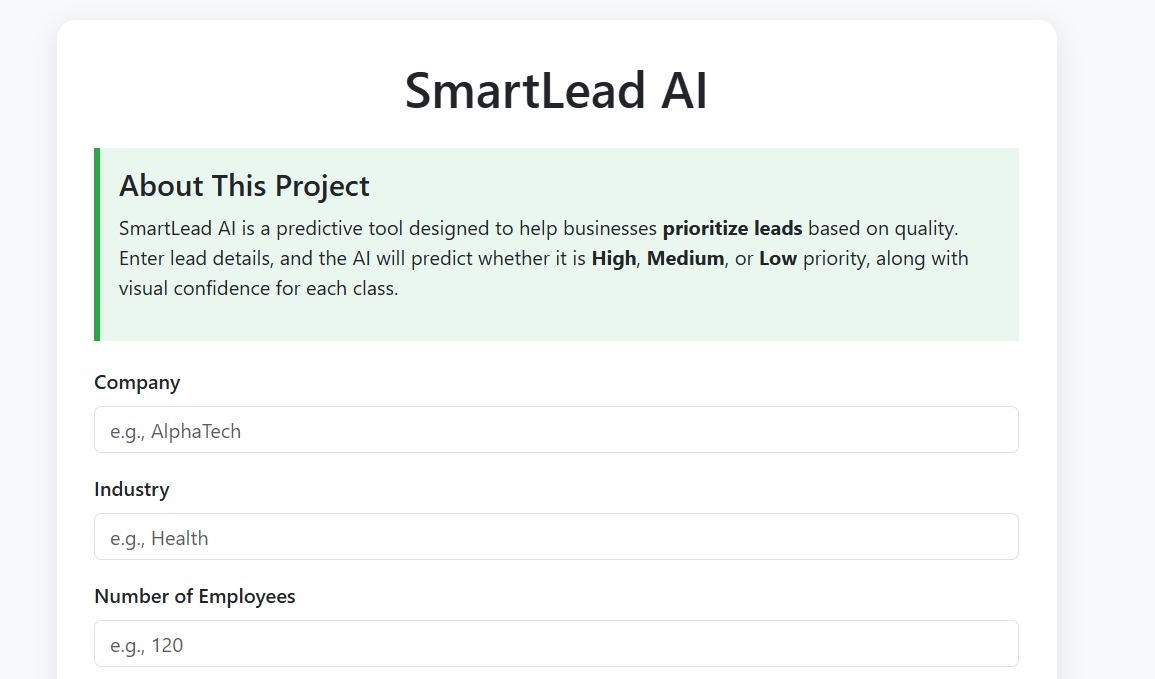 SmartLead AI
About This Project
SmartLead AI is a predictive tool designed to help businesses prioritize leads based on quality.
Enter lead details, and the AI will predict whether it is High, Medium, or Low priority, along with
visual confidence for each class.
Company
e.g., AlphaTech
Industry
e.g., Health
Number of Employees
e.g., 120